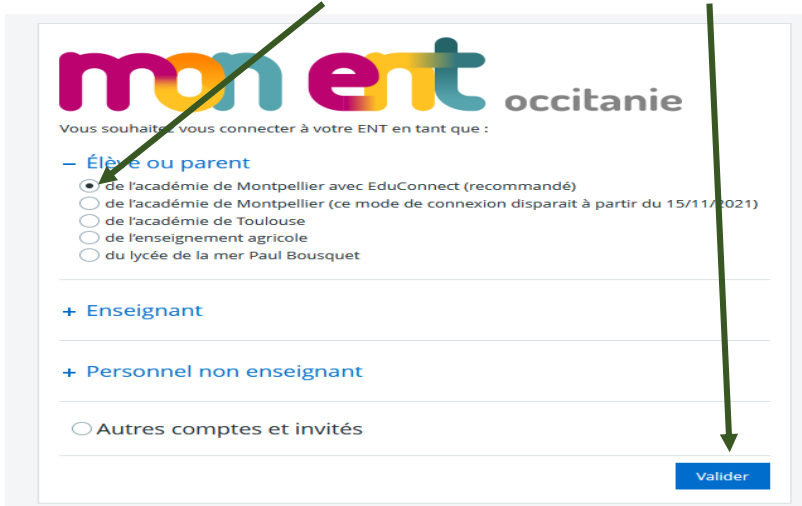 mon ent occitanie
Vous souhaitez vous connecter à votre ENT en tant que :
– Élève ou parent
de l'académie de Montpellier avec EduConnect (recommandé)
de l'académie de Montpellier (ce mode de connexion disparait à partir du 15/11/2021)
de l'académie de Toulouse
de l'enseignement agricole
du lycée de la mer Paul Bousquet
+ Enseignant
+ Personnel non enseignant
Autres comptes et invités
Valider